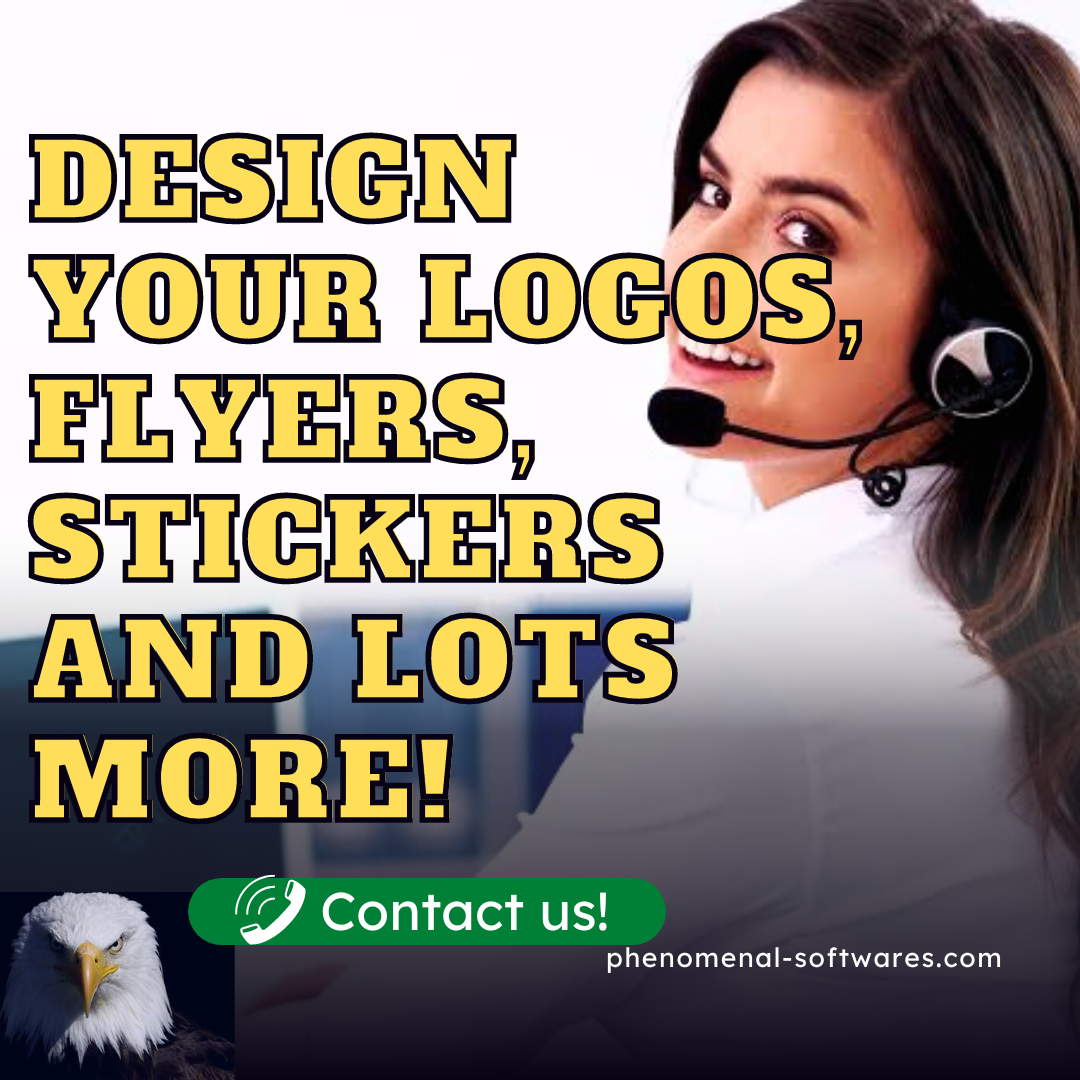 DESIGN
YOUR LOGOS,
FLYERS,
STICKERS
AND LOTS
MORE!
Contact us!
phenomenal-softwares.com